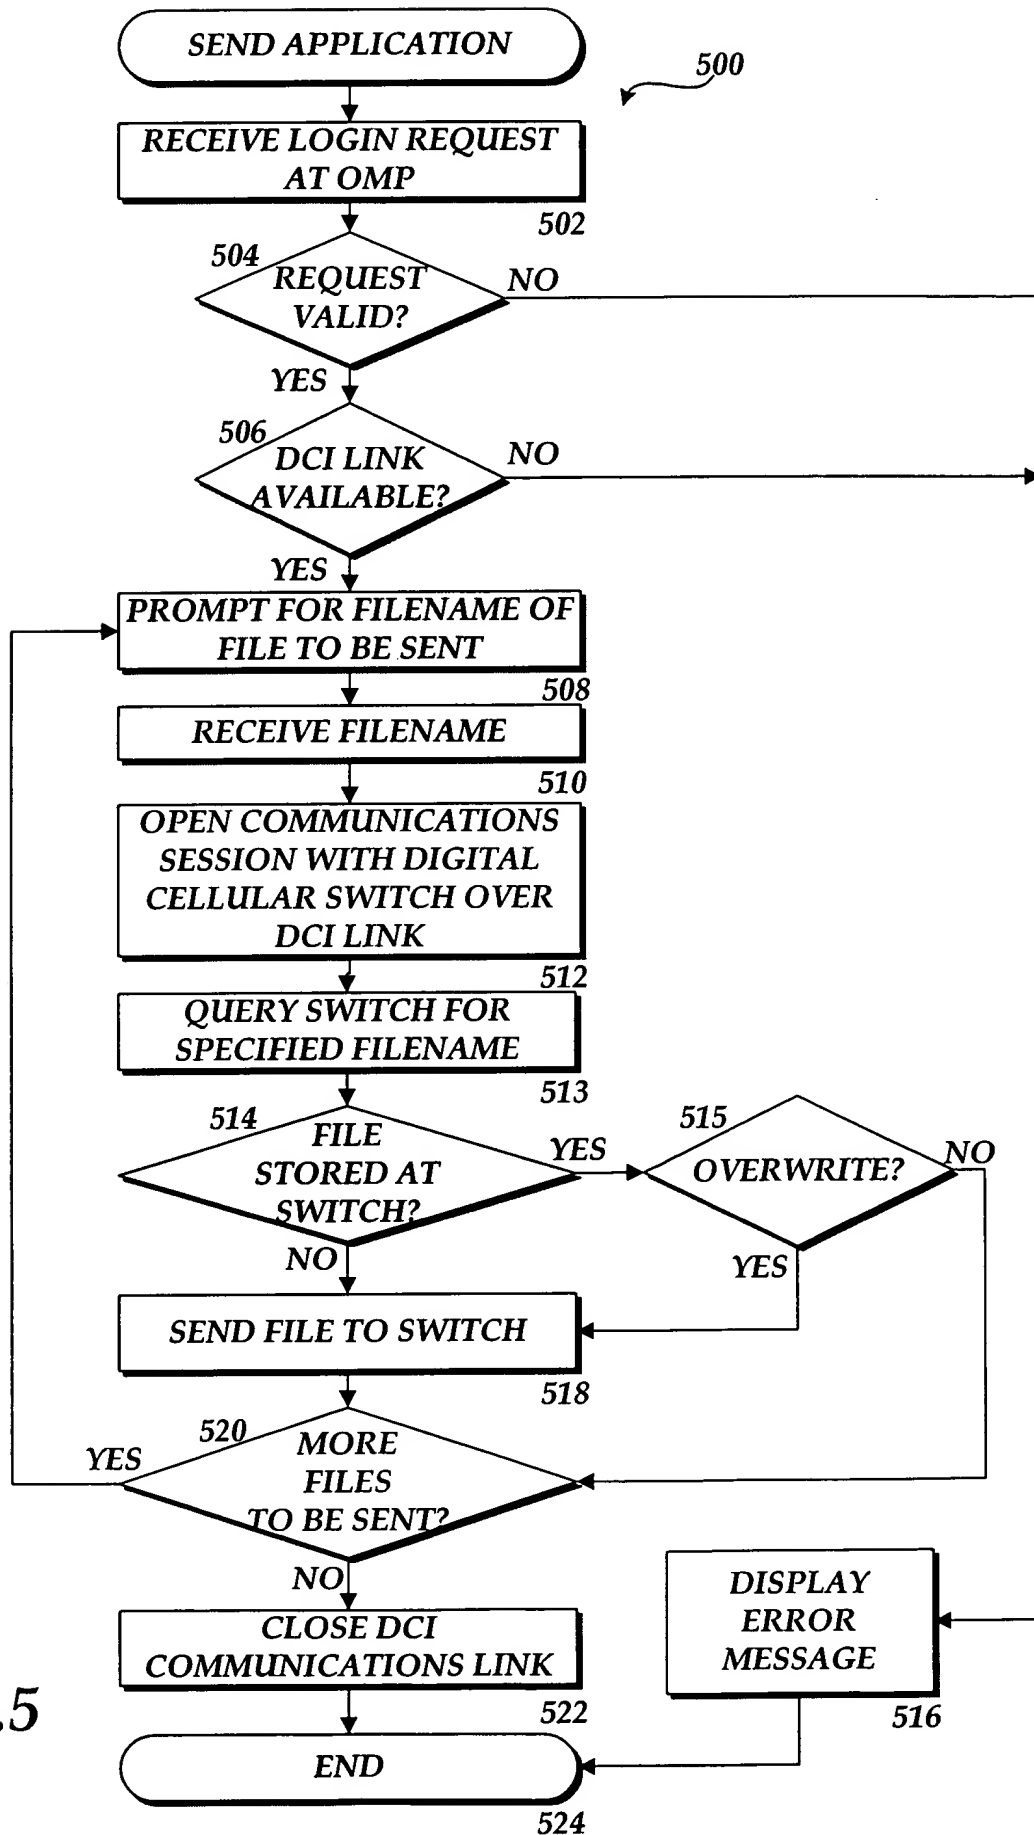 SEND APPLICATION
500
RECEIVE LOGIN REQUEST
AT OMP
502
504
REQUEST
VALID?
NO
YES
506
DCI LINK
AVAILABLE?
NO
YES
PROMPT FOR FILENAME OF
FILE TO BE SENT
508
RECEIVE FILENAME
510
OPEN COMMUNICATIONS
SESSION WITH DIGITAL
CELLULAR SWITCH OVER
DCI LINK
512
QUERY SWITCH FOR
SPECIFIED FILENAME
513
514
FILE
STORED AT
SWITCH?
YES
515
OVERWRITE?
NO
NO
YES
SEND FILE TO SWITCH
518
520
MORE
FILES
TO BE SENT?
YES
NO
DISPLAY
ERROR
MESSAGE
516
CLOSE DCI
COMMUNICATIONS LINK
522
.5
END
524